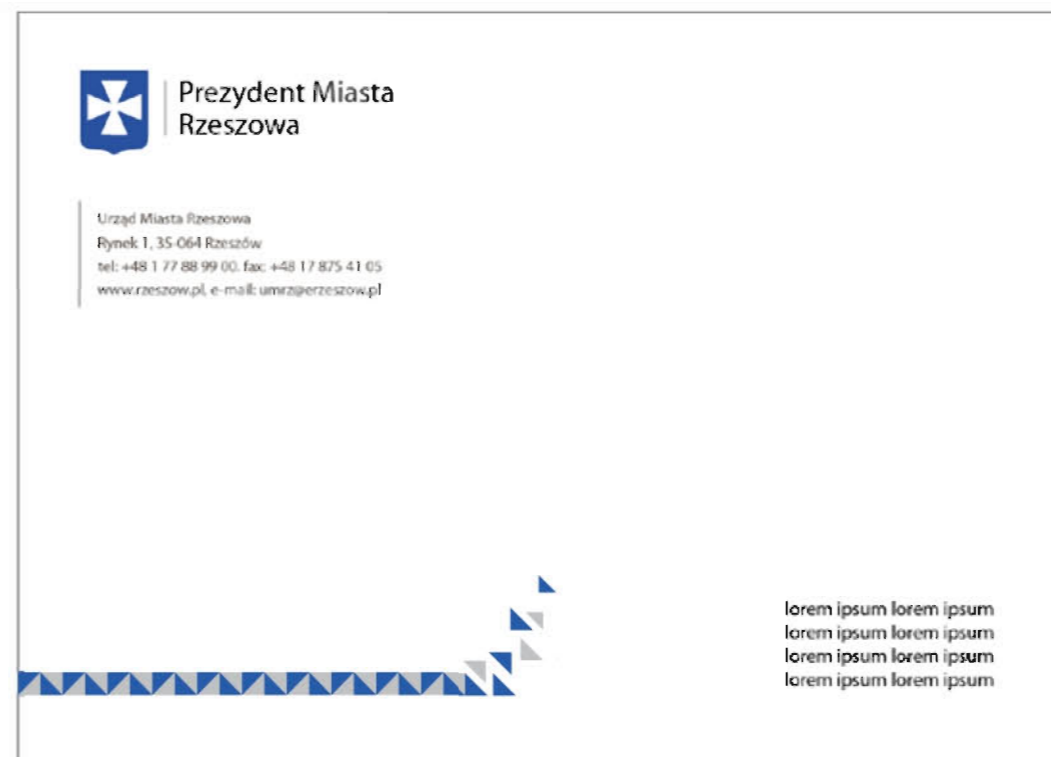 Prezydent Miasta
Rzeszowa
Urząd Miasta Rzeszowa
Rynek 1, 35-064 Rzeszów
tel: +48 1 77 88 99 00, fax: +48 17 875 41 05
www.rzeszow.pl, e-mail: umrz@erzeszow.pl
lorem ipsum lorem ipsum
lorem ipsum lorem ipsum
lorem ipsum lorem ipsum
lorem ipsum lorem ipsum